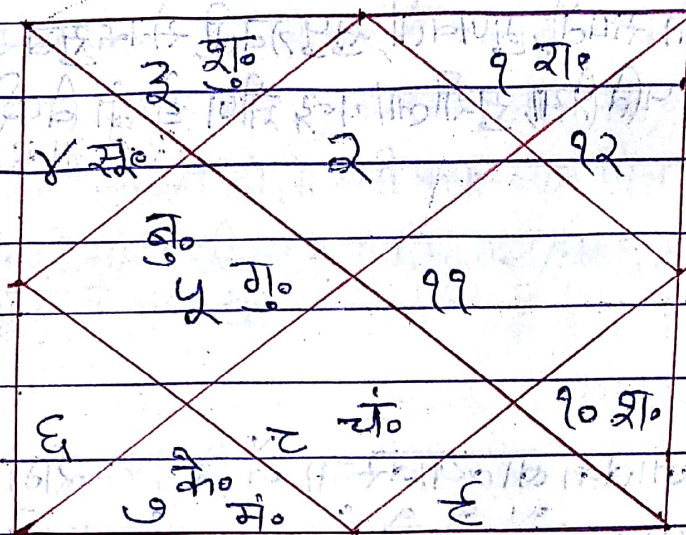 ३ शु० १ रा०
४ सू० २ १२
बु०
५ गु० ११
६ ८ चं० १० श०
के०
७ मं० ९